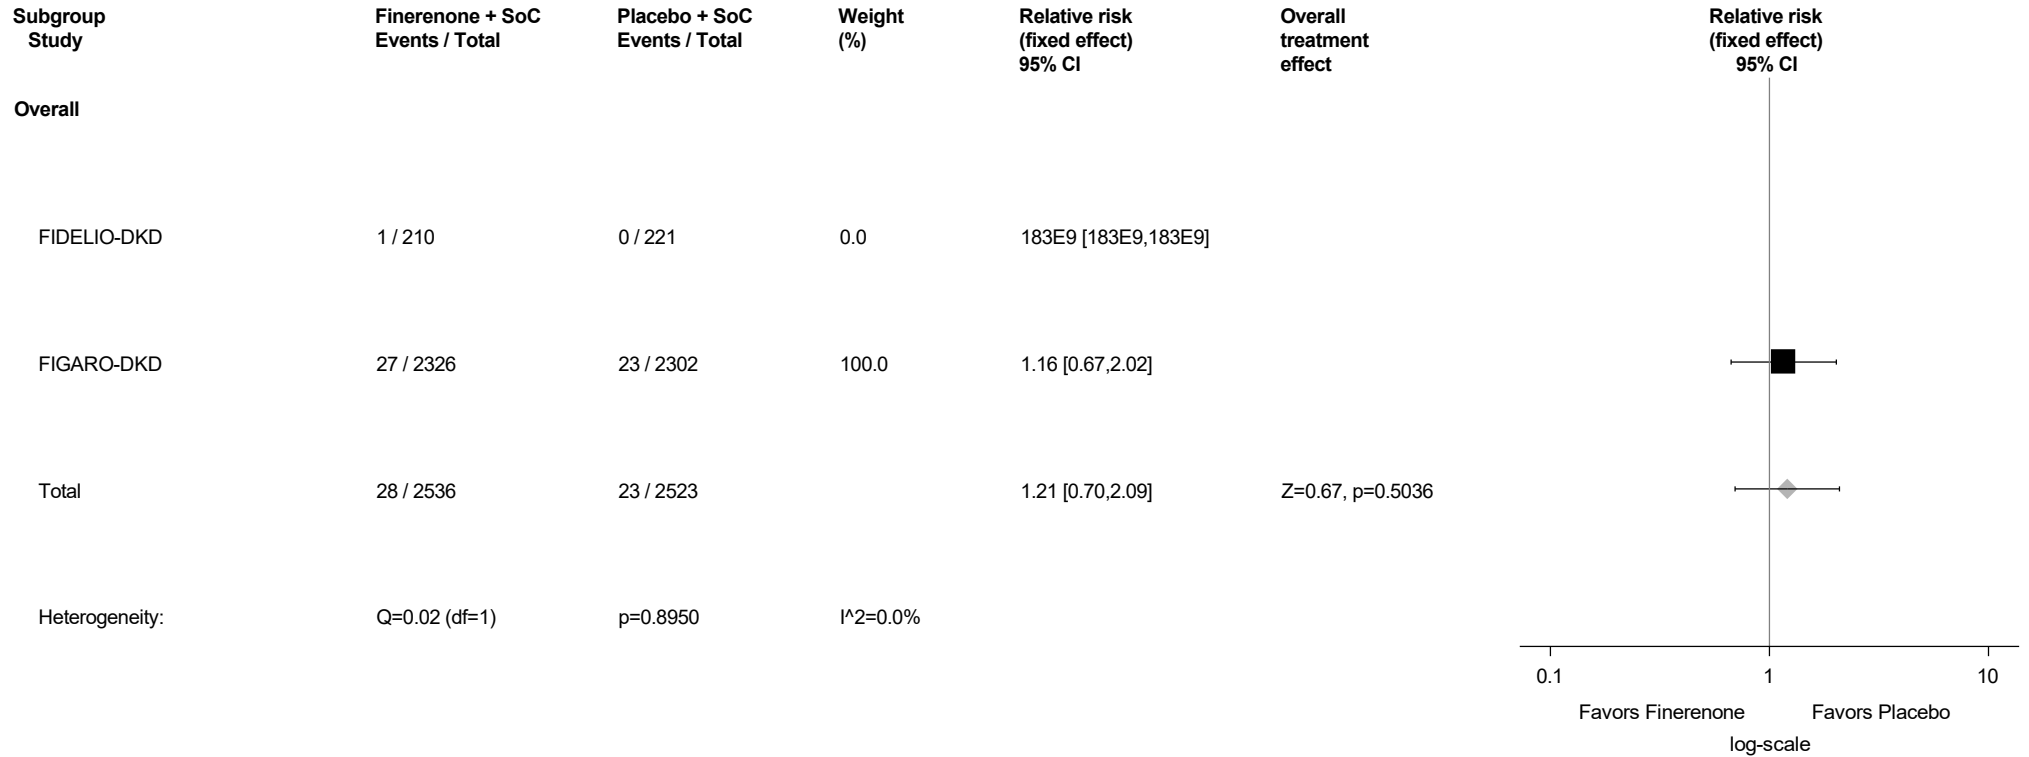 Subgroup Finerenone + SoC Placebo + SoC Weight Relative risk Overall Relative risk
Study Events / Total Events / Total (%) (fixed effect) treatment (fixed effect)
95% CI effect 95% CI
Overall
FIDELIO-DKD 1 / 210 0 / 221 0.0 183E9 [183E9,183E9]
FIGARO-DKD 27 / 2326 23 / 2302 100.0 1.16 [0.67,2.02]
Total 28 / 2536 23 / 2523 1.21 [0.70,2.09] Z=0.67, p=0.5036
Heterogeneity: Q=0.02 (df=1) p=0.8950 I^2=0.0%
0.1 1 10
Favors Finerenone Favors Placebo
log-scale